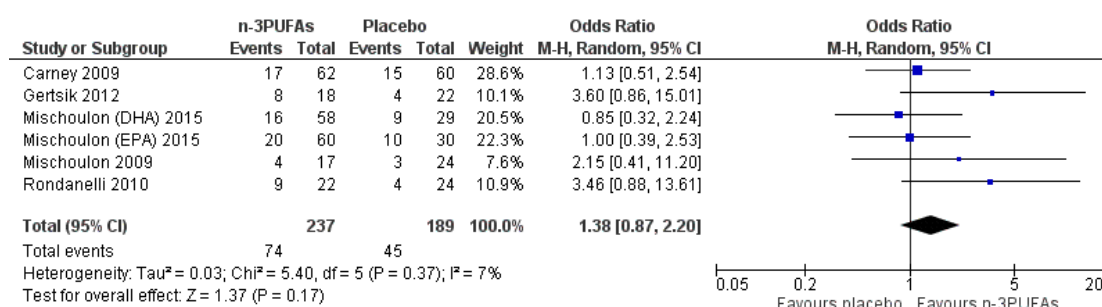 n-3PUFAs Placebo Odds Ratio Odds Ratio
Study or Subgroup Events Total Events Total Weight M-H, Random, 95% CI M-H, Random, 95% CI
Carney 2009 17 62 15 60 28.6% 1.13 [0.51, 2.54]
Gertsik 2012 8 18 4 22 10.1% 3.60 [0.86, 15.01]
Mischoulon (DHA) 2015 16 58 9 29 20.5% 0.85 [0.32, 2.24]
Mischoulon (EPA) 2015 20 60 10 30 22.3% 1.00 [0.39, 2.53]
Mischoulon 2009 4 17 3 24 7.6% 2.15 [0.41, 11.20]
Rondanelli 2010 9 22 4 24 10.9% 3.46 [0.88, 13.61]
Total (95% CI) 237 189 100.0% 1.38 [0.87, 2.20]
Total events 74 45
Heterogeneity: Tau² = 0.03; Chi² = 5.40, df = 5 (P = 0.37); I² = 7%
Test for overall effect: Z = 1.37 (P = 0.17)
0.05 0.2 1 5 20
Favours placebo Favours n-3PUFAs